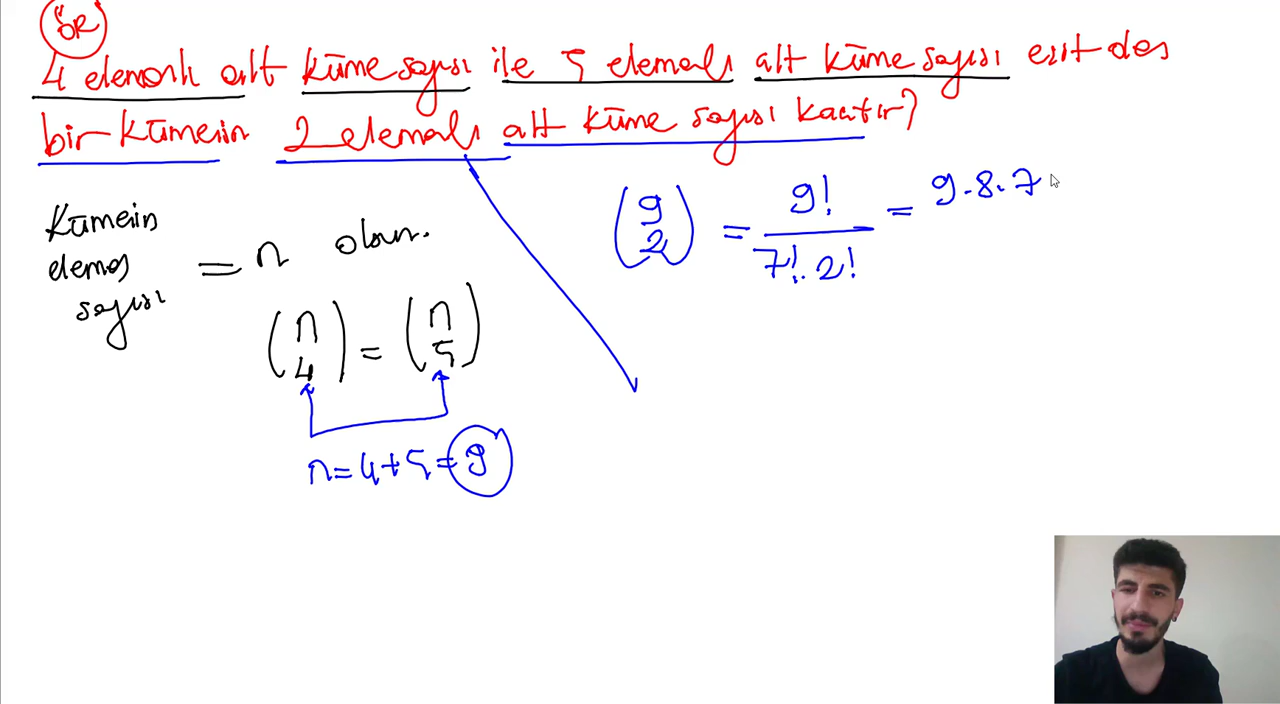 ÖR
4 elemanlı alt küme sayısı ile 5 elemanlı alt küme sayısı eşit olan
bir kümenin 2 elemanlı alt küme sayısı kaçtır?
Kümenin
eleman
sayısı = n olsun.
(n 4) = (n 5)
n = 4 + 5 = 9
(9 2) = 9! / 7! . 2! = 9 . 8 . 7